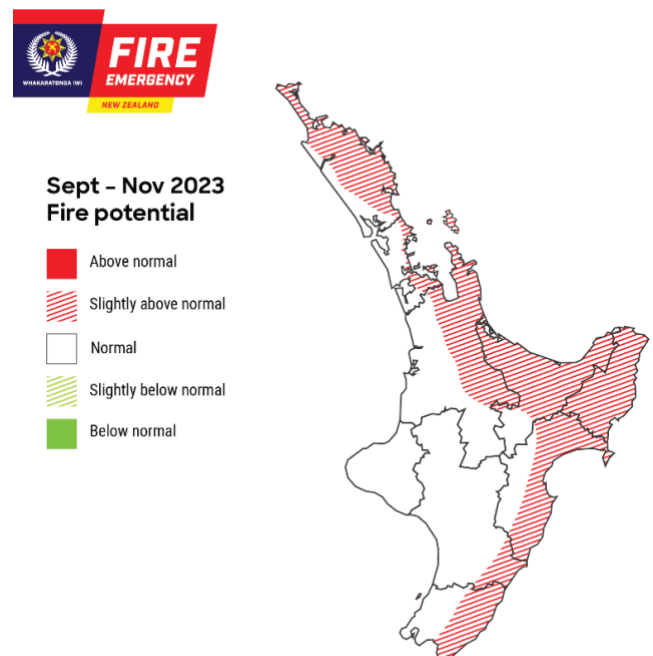 FIRE
EMERGENCY
WHAKARATONGA IWI
NEW ZEALAND
Sept – Nov 2023
Fire potential
Above normal
Slightly above normal
Normal
Slightly below normal
Below normal